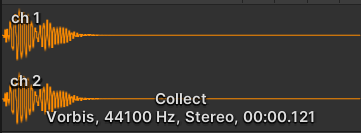 ch 1
ch 2
Collect
Vorbis, 44100 Hz, Stereo, 00:00.121